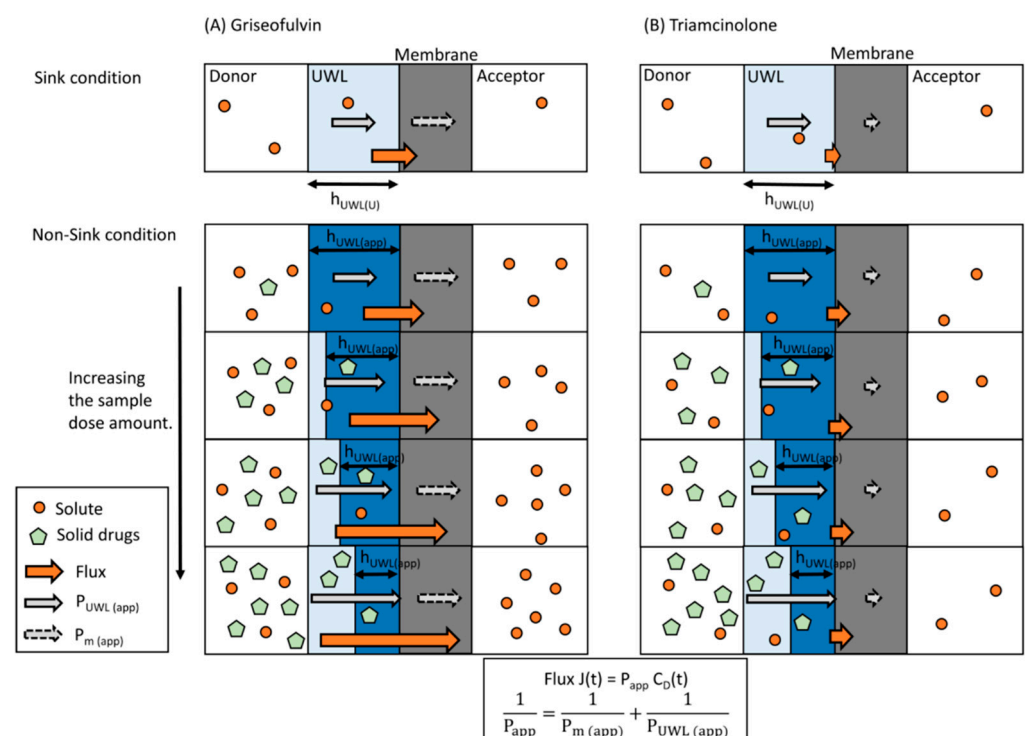 (A) Griseofulvin
(B) Triamcinolone
Membrane
Membrane
Sink condition
Donor
UWL
Acceptor
Donor
UWL
Acceptor
hUWL(U)
hUWL(U)
Non-Sink condition
hUWL(app)
hUWL(app)
hUWL(app)
hUWL(app)
Increasing
the sample
dose amount.
hUWL(app)
hUWL(app)
hUWL(app)
hUWL(app)
Solute
Solid drugs
Flux
PUWL (app)
Pm (app)
Flux J(t) = Papp CD(t)
1/Papp = 1/Pm (app) + 1/PUWL (app)